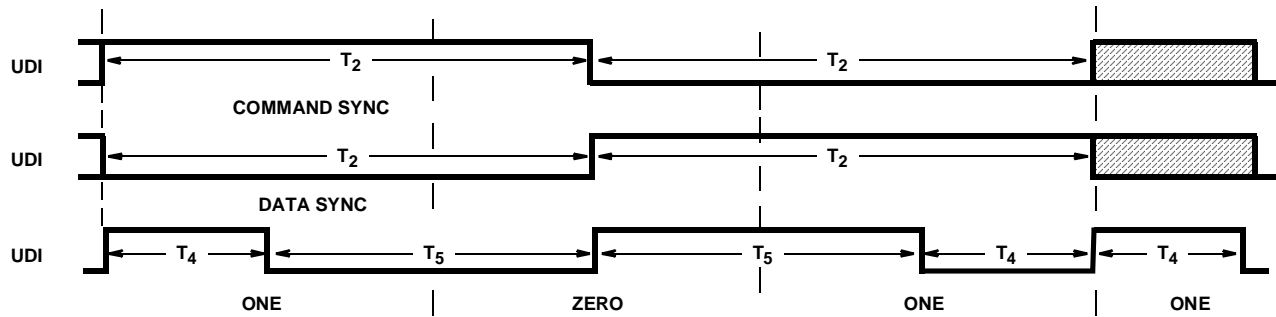 UDI T₂ T₂
COMMAND SYNC
UDI T₂ T₂
DATA SYNC
UDI T₄ T₅ T₅ T₄ T₄
ONE ZERO ONE ONE